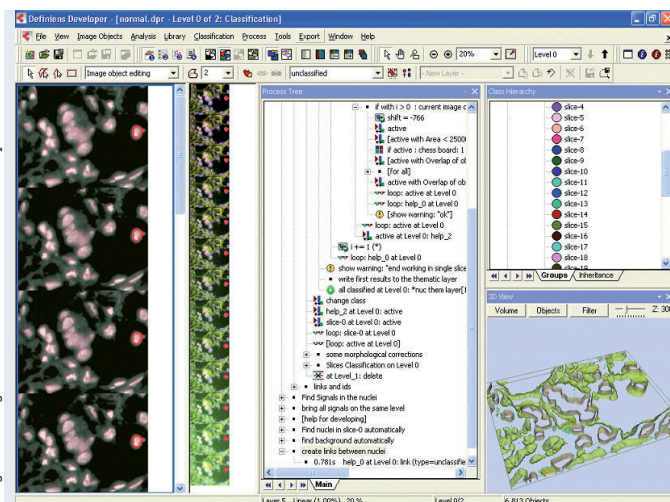 Definiens Developer - [normal.dpr - Level 0 of 2: Classification]
File View Image Objects Analysis Library Classification Process Tools Export Window Help
20% Level 0
Image object editing 2 unclassified - New Layer -
Process Tree
if with i > 0 : current image o
shift = -766
active
[active with Area < 2500
if active : chess board: 1
[active with Overlap of ob
[for all]
active with Overlap of ob
loop: active at Level 0
loop: help_0 at Level 0
[show warning: "ok"]
loop: active at Level 0
active at Level 0: help_2
i += 1 (*)
loop: help_0 at Level 0
show warning: "end working in single slice
write first results to the thematic layer
all classified at Level 0: *nuc them layer[1
change class
help_2 at Level 0: active
slice-0 at Level 0: active
loop: slice-0 at Level 0
[loop: active at Level 0]
some morphological corrections
Slices Classification on Level 0
at Level_1: delete
links and ids
Find Signals in the nuclei
bring all signals on the same level
[help for developing]
Find nuclei in slice-0 automatically
find background automatically
create links between nuclei
0.781s help_0 at Level 0: link (type=unclassifie
Main
Class Hierarchy
slice-4
slice-5
slice-6
slice-7
slice-8
slice-9
slice-10
slice-11
slice-12
slice-13
slice-14
slice-15
slice-16
slice-17
slice-18
slice-19
Groups Inheritance
3D View
Volume Objects Filter Z: 300
Layer 5 Linear (1.00%) 20 % Level 0/2 6,813 Objects